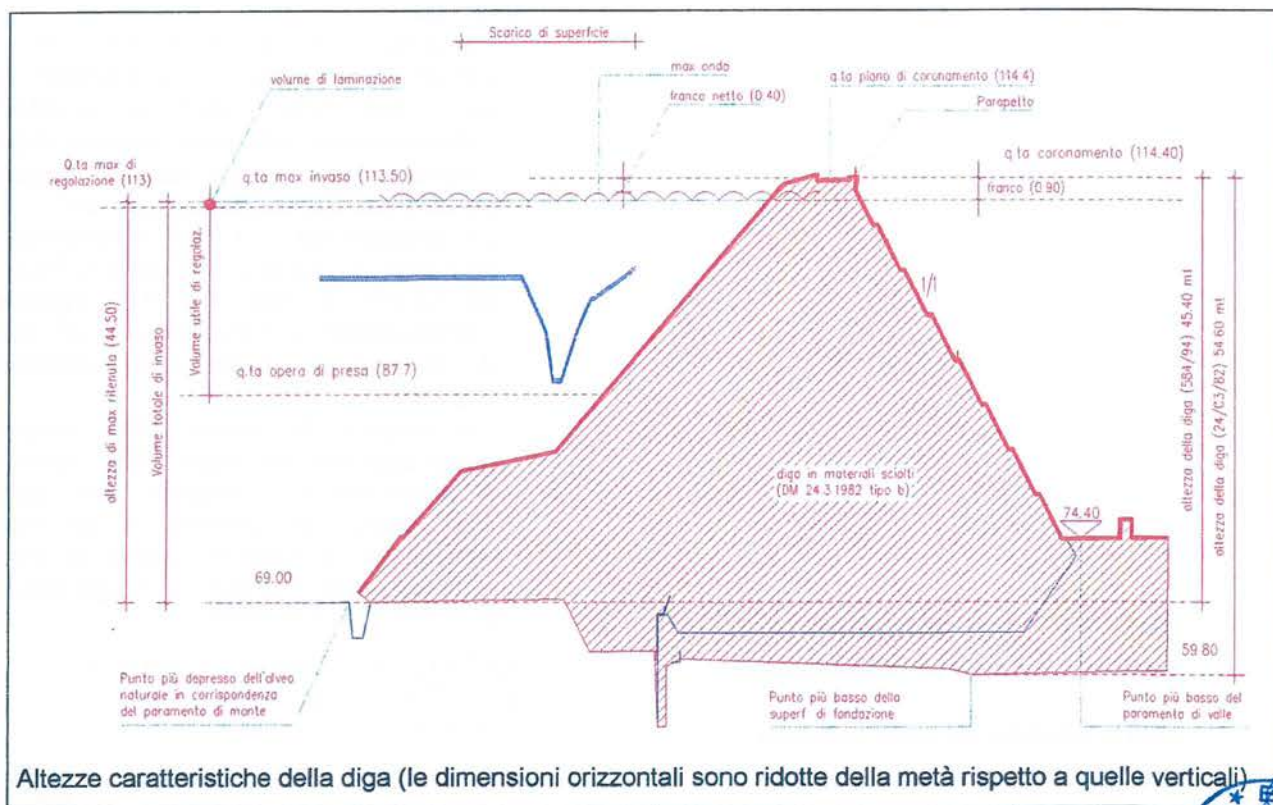 Scarico di superficie
volume di laminazione
max onda
franco netto (0.40)
q.ta piano di coronamento (114.4)
Parapetto
Q.ta max di
regolazione (113)
q.ta max invaso (113.50)
q.ta coronamento (114.40)
franco (0.90)
altezza di max ritenuta (44.50)
Volume totale di invaso
Volume utile di regolaz.
q.ta opera di presa (87.7)
1/1
altezza della diga (584/94) 45.40 mt
altezza della diga (24/03/82) 54.60 mt
diga in materiali sciolti
(DM 24.3.1982 tipo b)
74.40
69.00
59.80
Punto più depresso dell'alveo
naturale in corrispondenza
del paramento di monte
Punto più basso della
superf. di fondazione
Punto più basso del
paramento di valle
Altezze caratteristiche della diga (le dimensioni orizzontali sono ridotte della metà rispetto a quelle verticali)